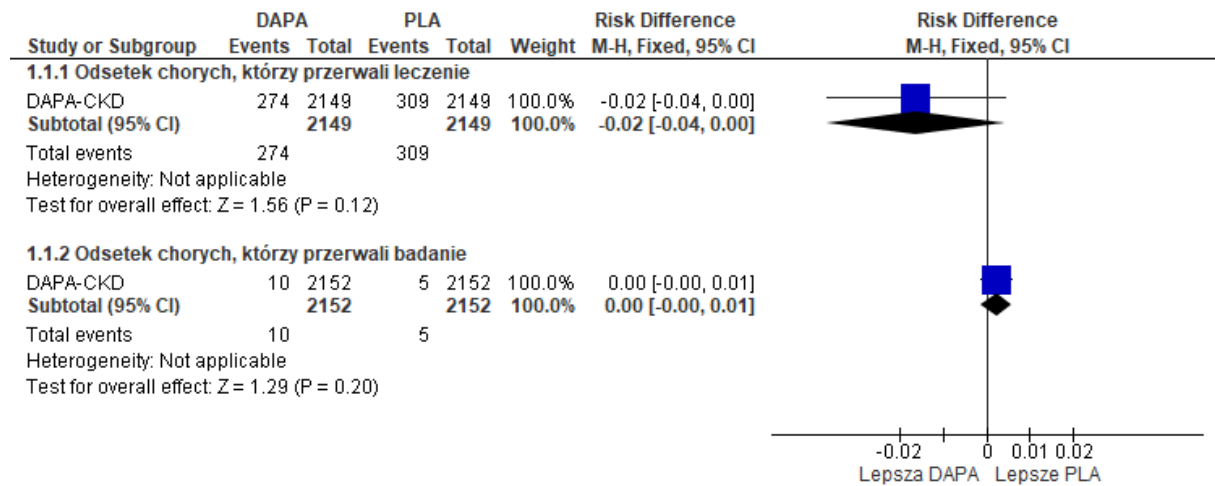 DAPA PLA Risk Difference Risk Difference
Study or Subgroup Events Total Events Total Weight M-H, Fixed, 95% CI M-H, Fixed, 95% CI
1.1.1 Odsetek chorych, którzy przerwali leczenie
DAPA-CKD 274 2149 309 2149 100.0% -0.02 [-0.04, 0.00]
Subtotal (95% CI) 2149 2149 100.0% -0.02 [-0.04, 0.00]
Total events 274 309
Heterogeneity: Not applicable
Test for overall effect: Z = 1.56 (P = 0.12)
1.1.2 Odsetek chorych, którzy przerwali badanie
DAPA-CKD 10 2152 5 2152 100.0% 0.00 [-0.00, 0.01]
Subtotal (95% CI) 2152 2152 100.0% 0.00 [-0.00, 0.01]
Total events 10 5
Heterogeneity: Not applicable
Test for overall effect: Z = 1.29 (P = 0.20)
-0.02 0 0.01 0.02
Lepsza DAPA Lepsze PLA